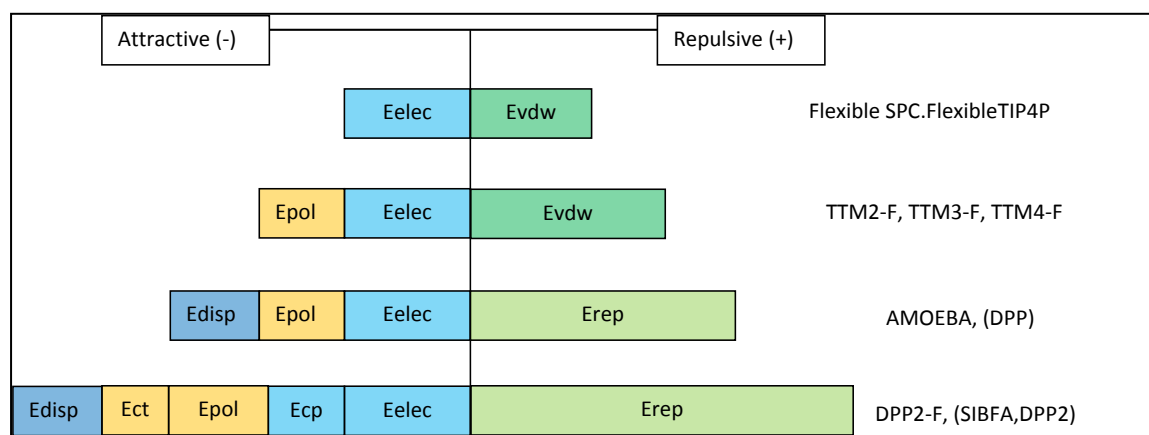 Attractive (-) Repulsive (+)
Eelec Evdw Flexible SPC.FlexibleTIP4P
Epol Eelec Evdw TTM2-F, TTM3-F, TTM4-F
Edisp Epol Eelec Erep AMOEBA, (DPP)
Edisp Ect Epol Ecp Eelec Erep DPP2-F, (SIBFA,DPP2)